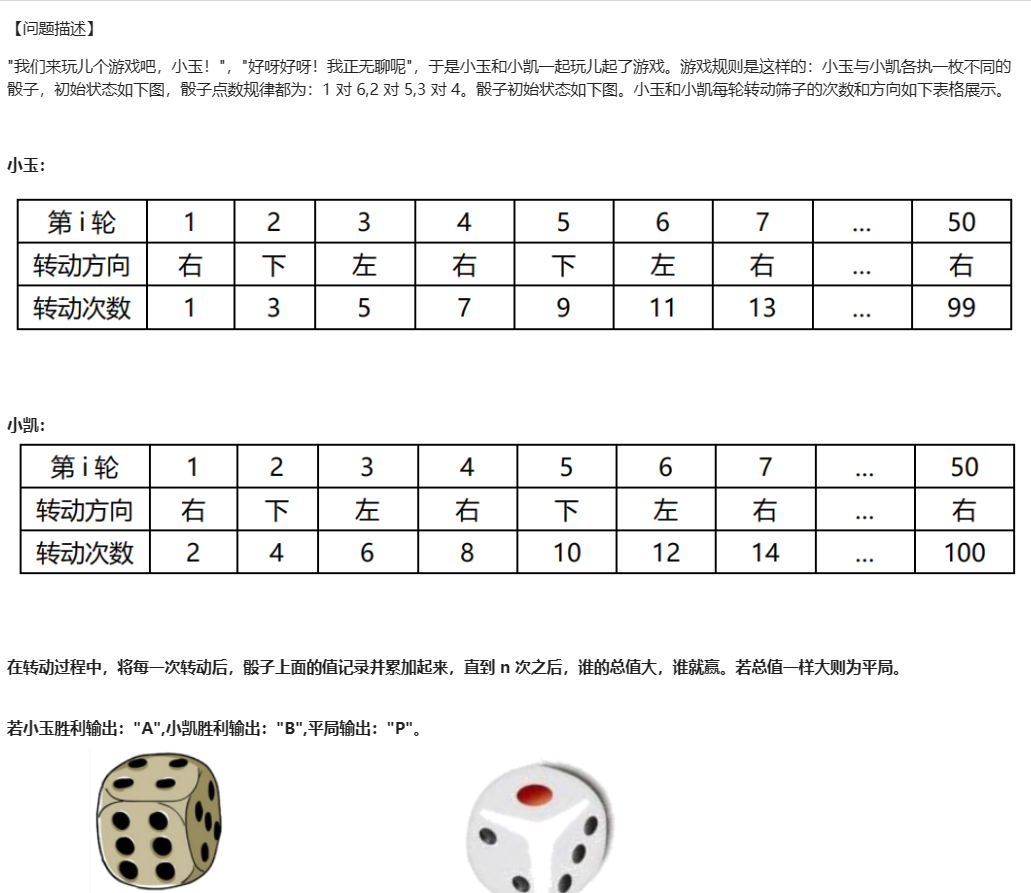 【问题描述】
"我们来玩儿个游戏吧，小玉！"，"好呀好呀！我正无聊呢"，于是小玉和小凯一起玩儿起了游戏。游戏规则是这样的：小玉与小凯各执一枚不同的
骰子，初始状态如下图，骰子点数规律都为：1 对 6,2 对 5,3 对 4。骰子初始状态如下图。小玉和小凯每轮转动筛子的次数和方向如下表格展示。
小玉：
第 i 轮 1 2 3 4 5 6 7 ... 50
转动方向 右 下 左 右 下 左 右 ... 右
转动次数 1 3 5 7 9 11 13 ... 99
小凯：
第 i 轮 1 2 3 4 5 6 7 ... 50
转动方向 右 下 左 右 下 左 右 ... 右
转动次数 2 4 6 8 10 12 14 ... 100
在转动过程中，将每一次转动后，骰子上面的值记录并累加起来，直到 n 次之后，谁的总值大，谁就赢。若总值一样大则为平局。
若小玉胜利输出："A",小凯胜利输出："B",平局输出："P"。